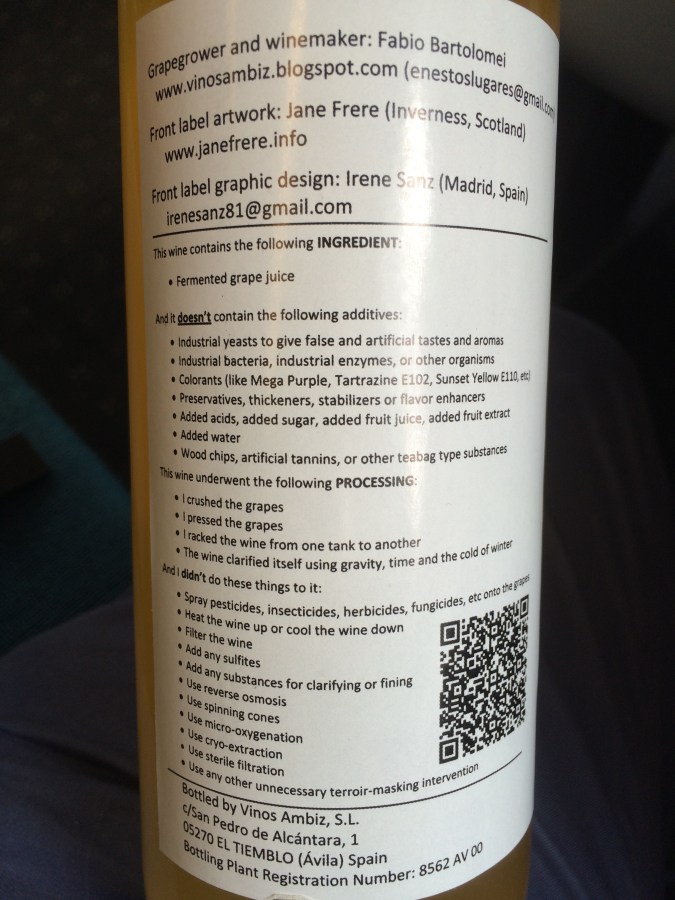 Grapegrower and winemaker: Fabio Bartolomei
www.vinosambiz.blogspot.com (enestoslugares@gmail.com)
Front label artwork: Jane Frere (Inverness, Scotland)
www.janefrere.info
Front label graphic design: Irene Sanz (Madrid, Spain)
irenesanz81@gmail.com
This wine contains the following INGREDIENT:
• Fermented grape juice
And it doesn't contain the following additives:
• Industrial yeasts to give false and artificial tastes and aromas
• Industrial bacteria, industrial enzymes, or other organisms
• Colorants (like Mega Purple, Tartrazine E102, Sunset Yellow E110, etc)
• Preservatives, thickeners, stabilizers or flavor enhancers
• Added acids, added sugar, added fruit juice, added fruit extract
• Added water
• Wood chips, artificial tannins, or other teabag type substances
This wine underwent the following PROCESSING:
• I crushed the grapes
• I pressed the grapes
• I racked the wine from one tank to another
• The wine clarified itself using gravity, time and the cold of winter
And I didn't do these things to it:
• Spray pesticides, insecticides, herbicides, fungicides, etc onto the grapes
• Heat the wine up or cool the wine down
• Filter the wine
• Add any sulfites
• Add any substances for clarifying or fining
• Use reverse osmosis
• Use spinning cones
• Use micro-oxygenation
• Use cryo-extraction
• Use sterile filtration
• Use any other unnecessary terroir-masking intervention
Bottled by Vinos Ambiz, S.L.
c/San Pedro de Alcántara, 1
05270 EL TIEMBLO (Ávila) Spain
Bottling Plant Registration Number: 8562 AV 00